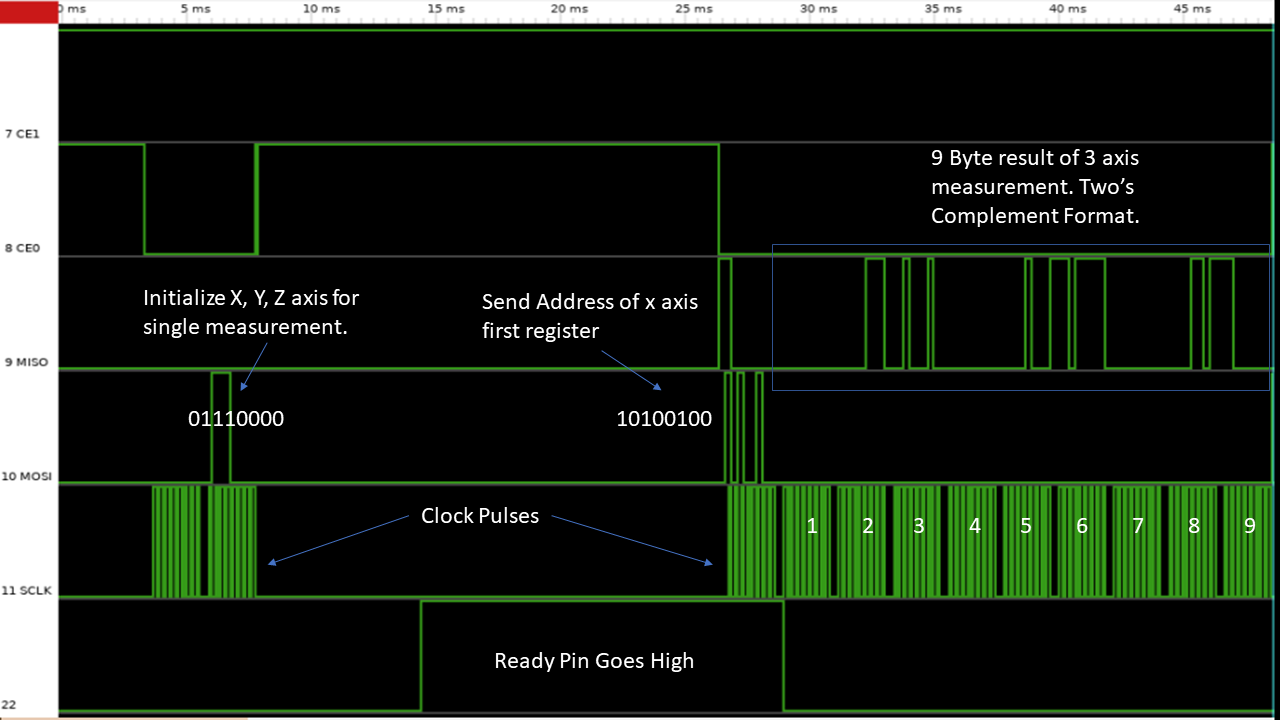 0 ms 5 ms 10 ms 15 ms 20 ms 25 ms 30 ms 35 ms 40 ms 45 ms
7 CE1
9 Byte result of 3 axis
measurement. Two’s
Complement Format.
8 CE0
Initialize X, Y, Z axis for
single measurement.
Send Address of x axis
first register
9 MISO
01110000
10100100
10 MOSI
Clock Pulses
1 2 3 4 5 6 7 8 9
11 SCLK
Ready Pin Goes High
22